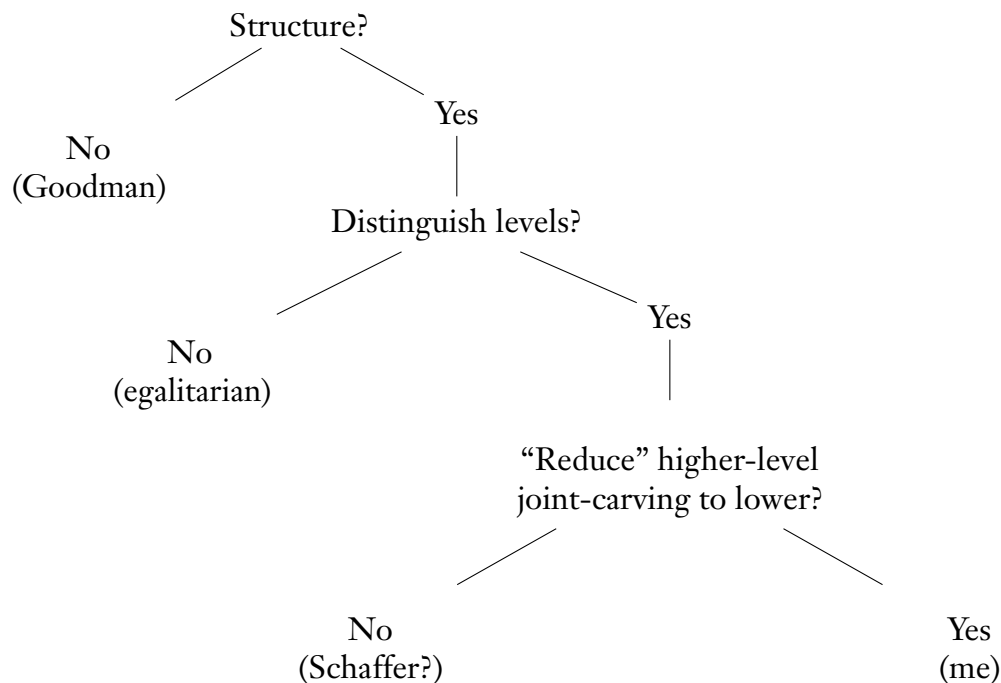 Structure?
No
(Goodman)
Yes
Distinguish levels?
No
(egalitarian)
Yes
“Reduce” higher-level
joint-carving to lower?
No
(Schaffer?)
Yes
(me)